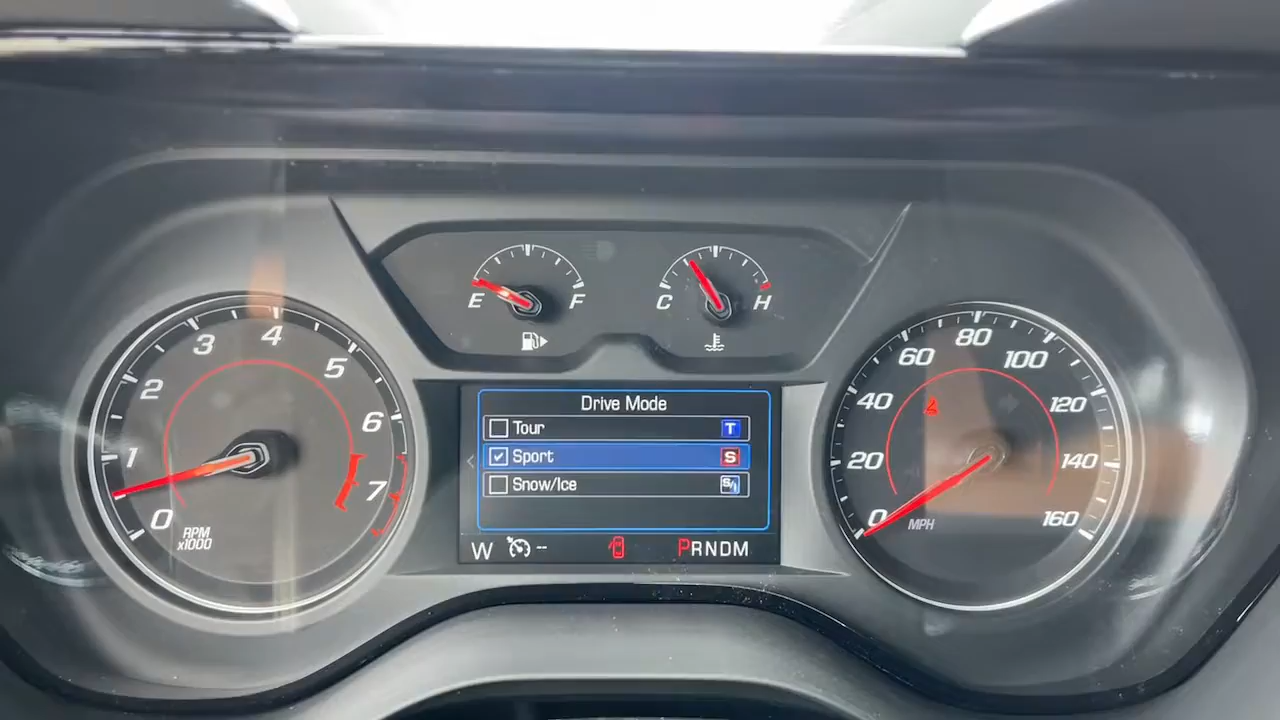 E F
C H
0 1 2 3 4 5 6 7
RPM
x1000
Drive Mode
Tour T
Sport S
Snow/Ice S/I
W -- PRNDM
0 20 40 60 80 100 120 140 160
MPH